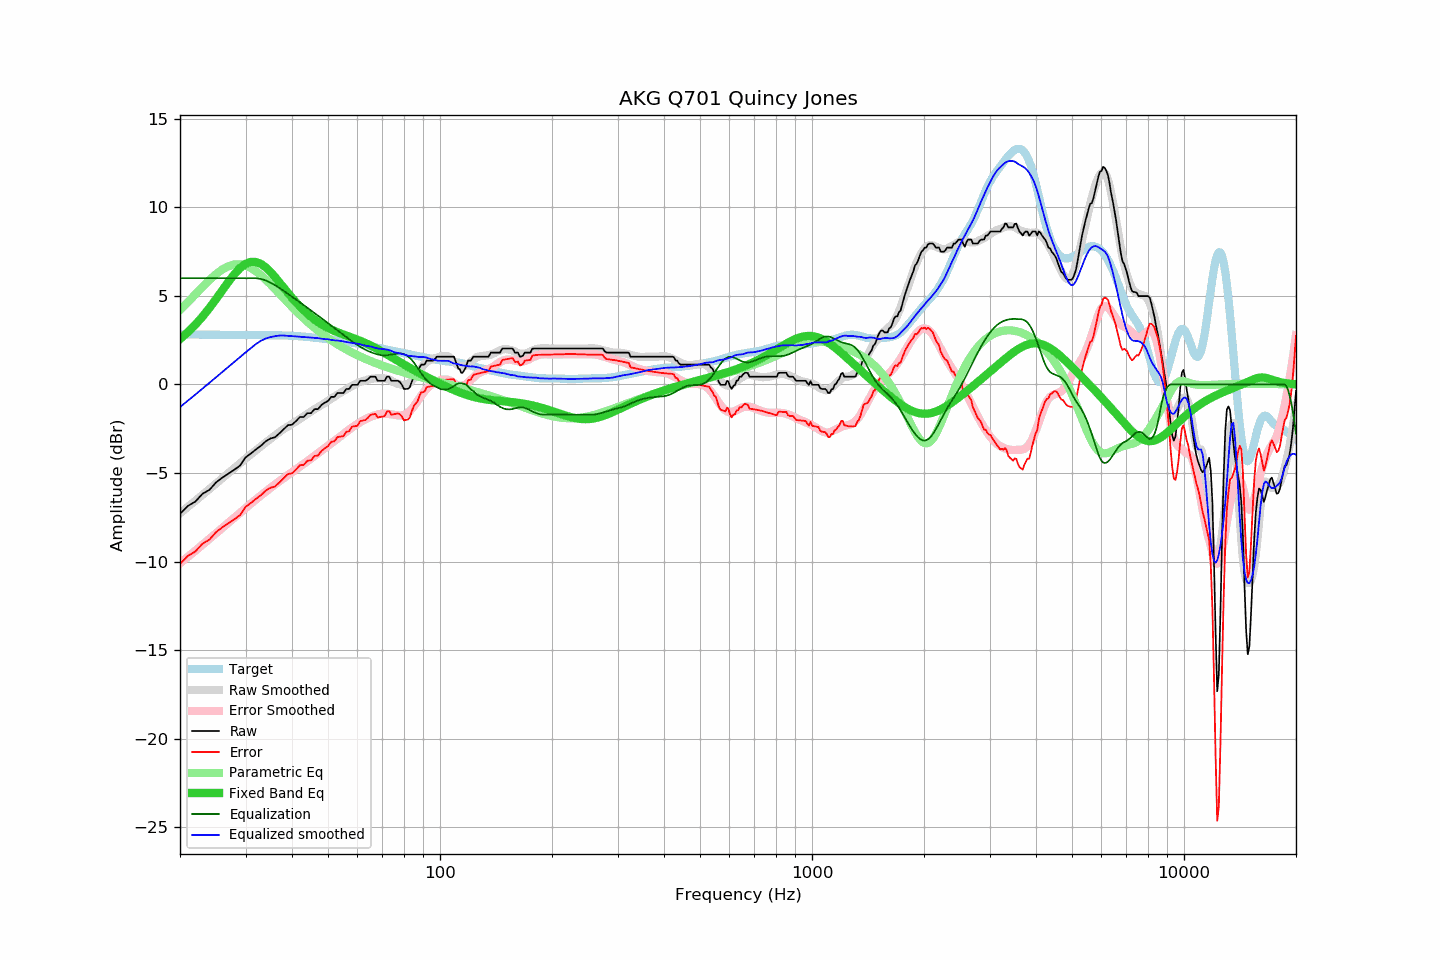 AKG Q701 Quincy Jones
15
10
5
0
−5
−10
−15
−20
−25
Amplitude (dBr)
Target
Raw Smoothed
Error Smoothed
Raw
Error
Parametric Eq
Fixed Band Eq
Equalization
Equalized smoothed
100
1000
10000
Frequency (Hz)